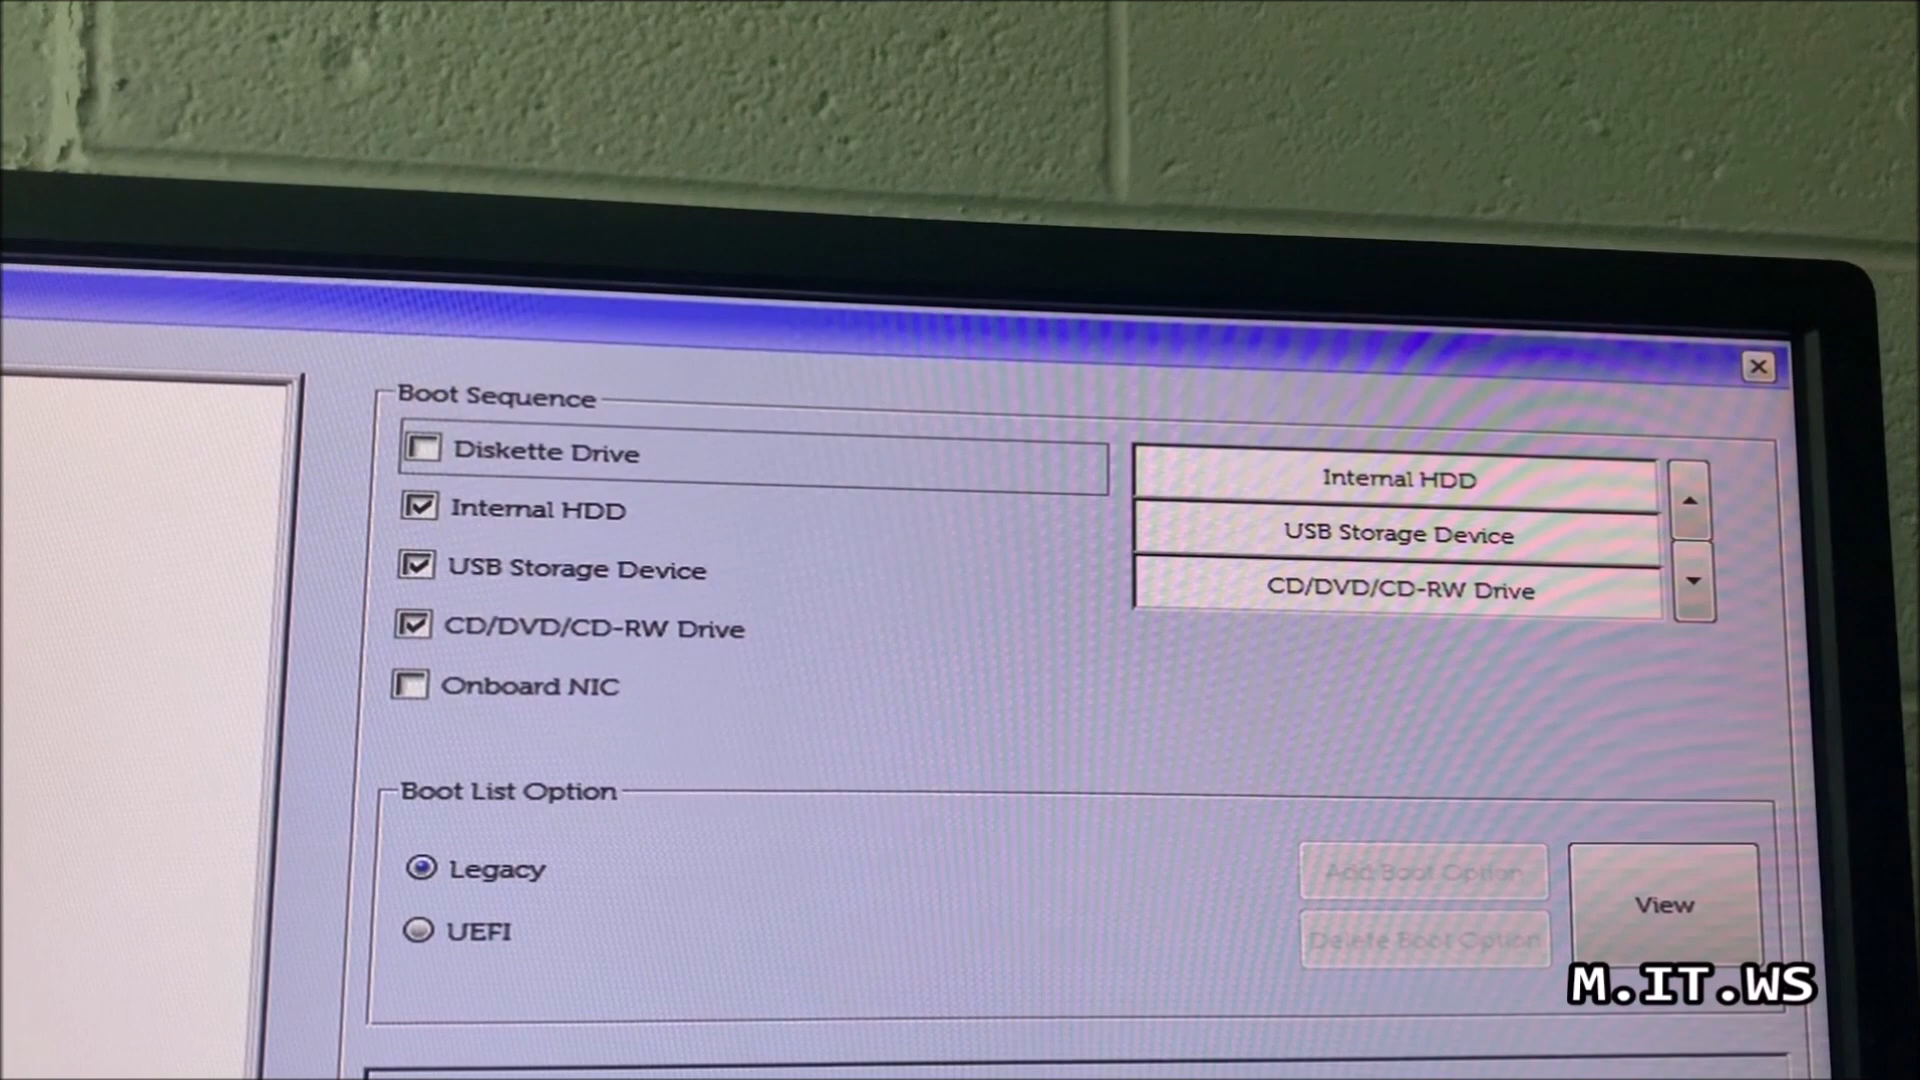 Boot Sequence
Diskette Drive
Internal HDD
USB Storage Device
CD/DVD/CD-RW Drive
Onboard NIC
Internal HDD
USB Storage Device
CD/DVD/CD-RW Drive
Boot List Option
Legacy
UEFI
Add Boot Option
Delete Boot Option
View
M.IT.WS